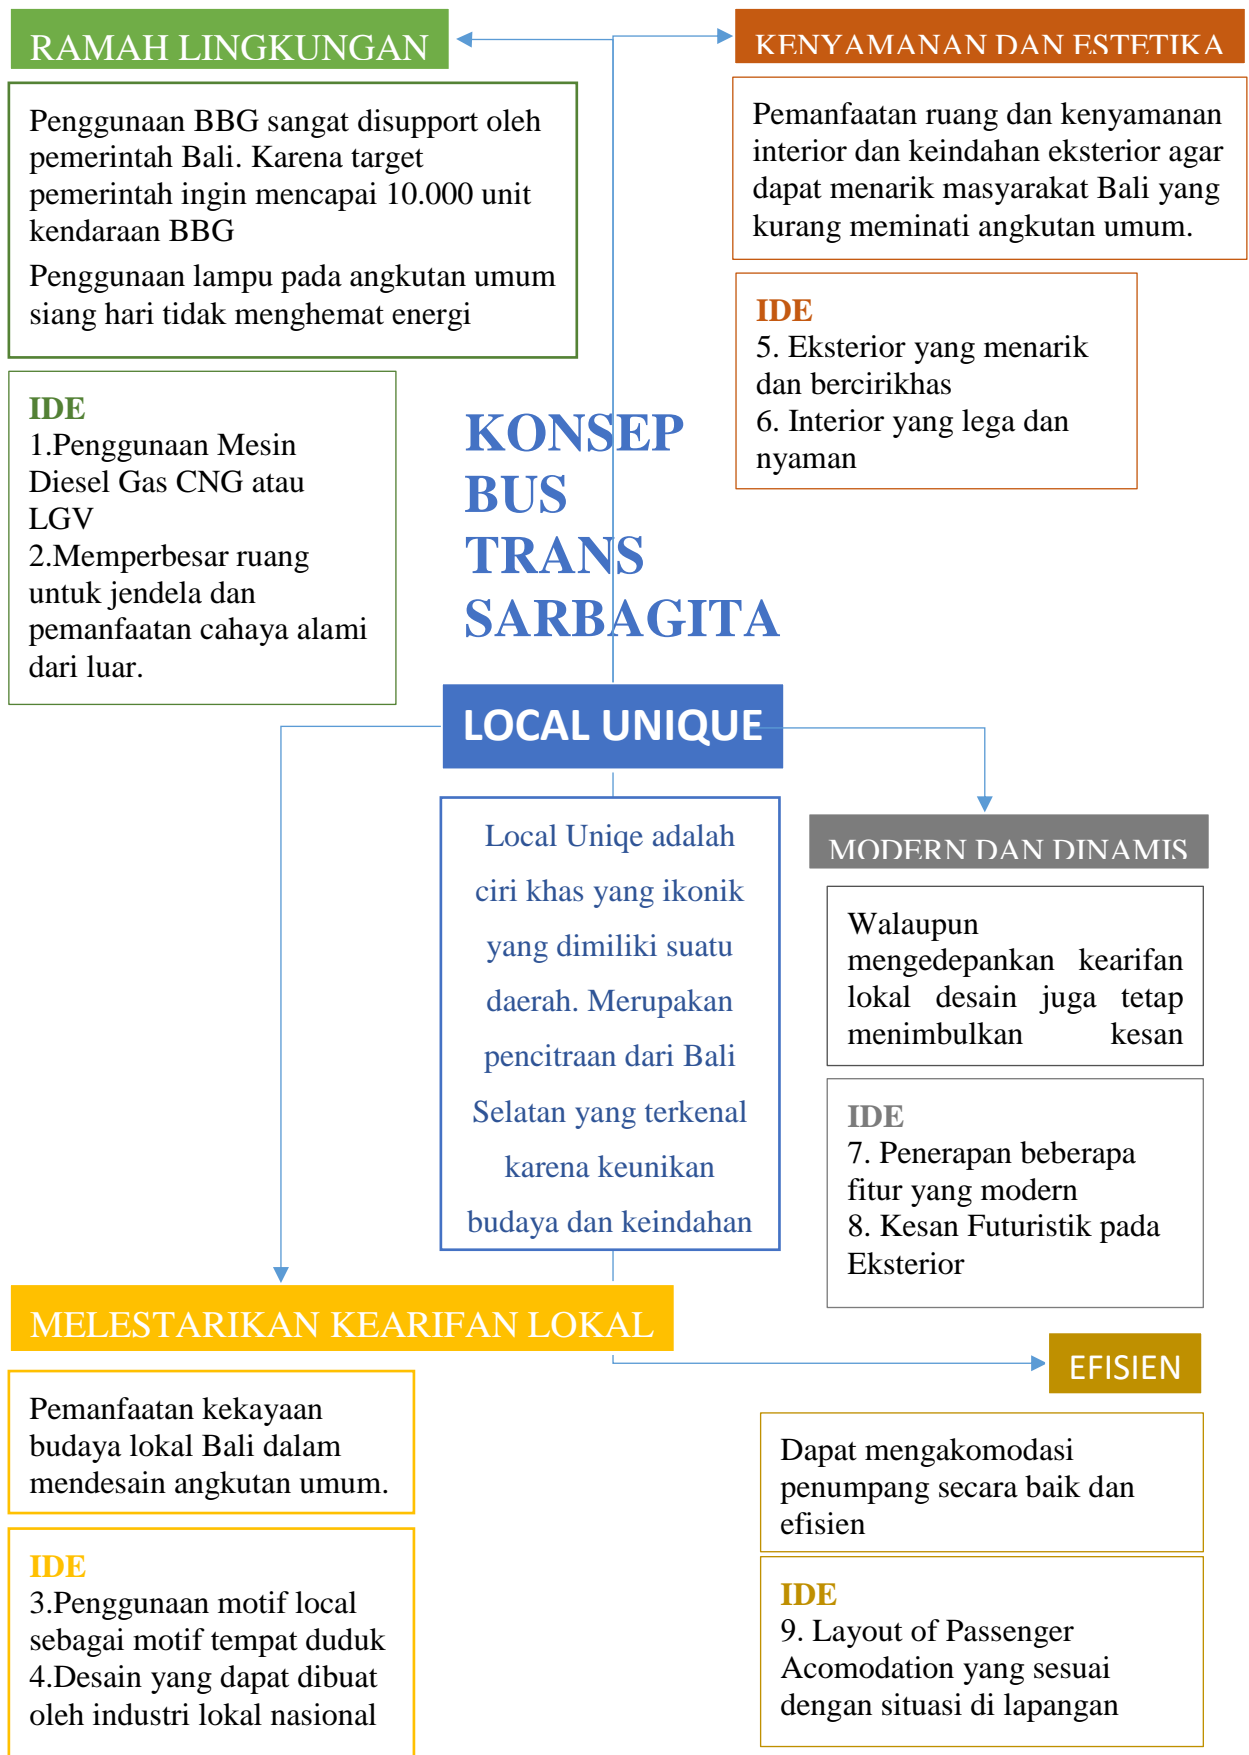 RAMAH LINGKUNGAN
Penggunaan BBG sangat disupport oleh
pemerintah Bali. Karena target
pemerintah ingin mencapai 10.000 unit
kendaraan BBG
Penggunaan lampu pada angkutan umum
siang hari tidak menghemat energi
IDE
1.Penggunaan Mesin
Diesel Gas CNG atau
LGV
2.Memperbesar ruang
untuk jendela dan
pemanfaatan cahaya alami
dari luar.
KENYAMANAN DAN ESTETIKA
Pemanfaatan ruang dan kenyamanan
interior dan keindahan eksterior agar
dapat menarik masyarakat Bali yang
kurang meminati angkutan umum.
IDE
5. Eksterior yang menarik
dan bercirikhas
6. Interior yang lega dan
nyaman
KONSEP
BUS
TRANS
SARBAGITA
LOCAL UNIQUE
Local Uniqe adalah
ciri khas yang ikonik
yang dimiliki suatu
daerah. Merupakan
pencitraan dari Bali
Selatan yang terkenal
karena keunikan
budaya dan keindahan
MODERN DAN DINAMIS
Walaupun
mengedepankan kearifan
lokal desain juga tetap
menimbulkan kesan
IDE
7. Penerapan beberapa
fitur yang modern
8. Kesan Futuristik pada
Eksterior
MELESTARIKAN KEARIFAN LOKAL
Pemanfaatan kekayaan
budaya lokal Bali dalam
mendesain angkutan umum.
IDE
3.Penggunaan motif local
sebagai motif tempat duduk
4.Desain yang dapat dibuat
oleh industri lokal nasional
EFISIEN
Dapat mengakomodasi
penumpang secara baik dan
efisien
IDE
9. Layout of Passenger
Acomodation yang sesuai
dengan situasi di lapangan